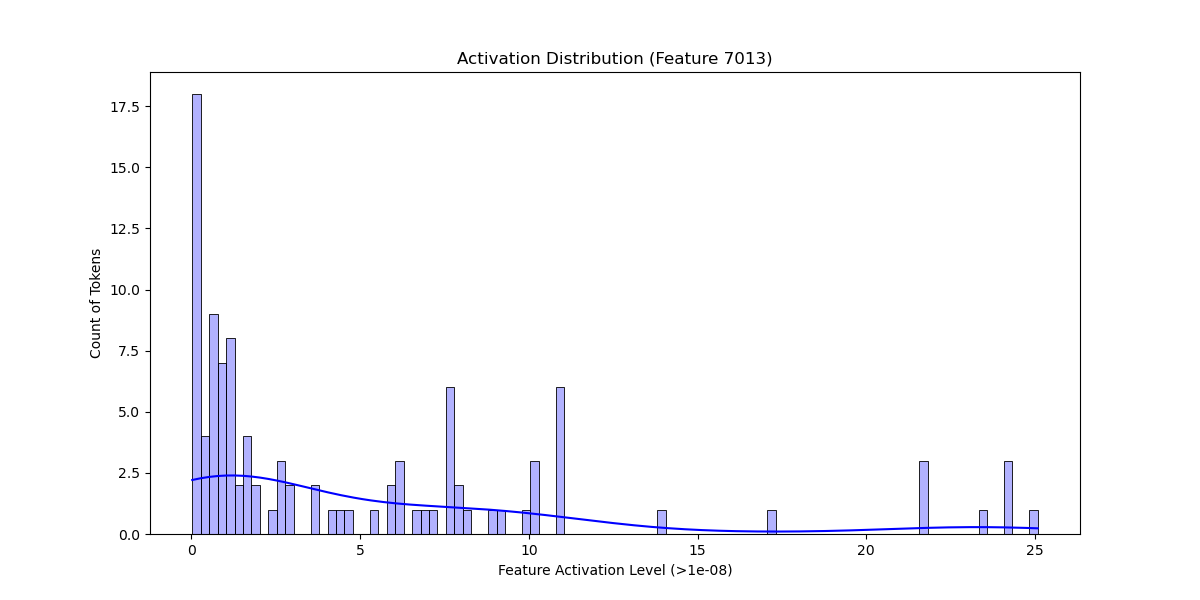 Activation Distribution (Feature 7013)
17.5
15.0
12.5
10.0
7.5
5.0
2.5
0.0
Count of Tokens
0 5 10 15 20 25
Feature Activation Level (>1e-08)